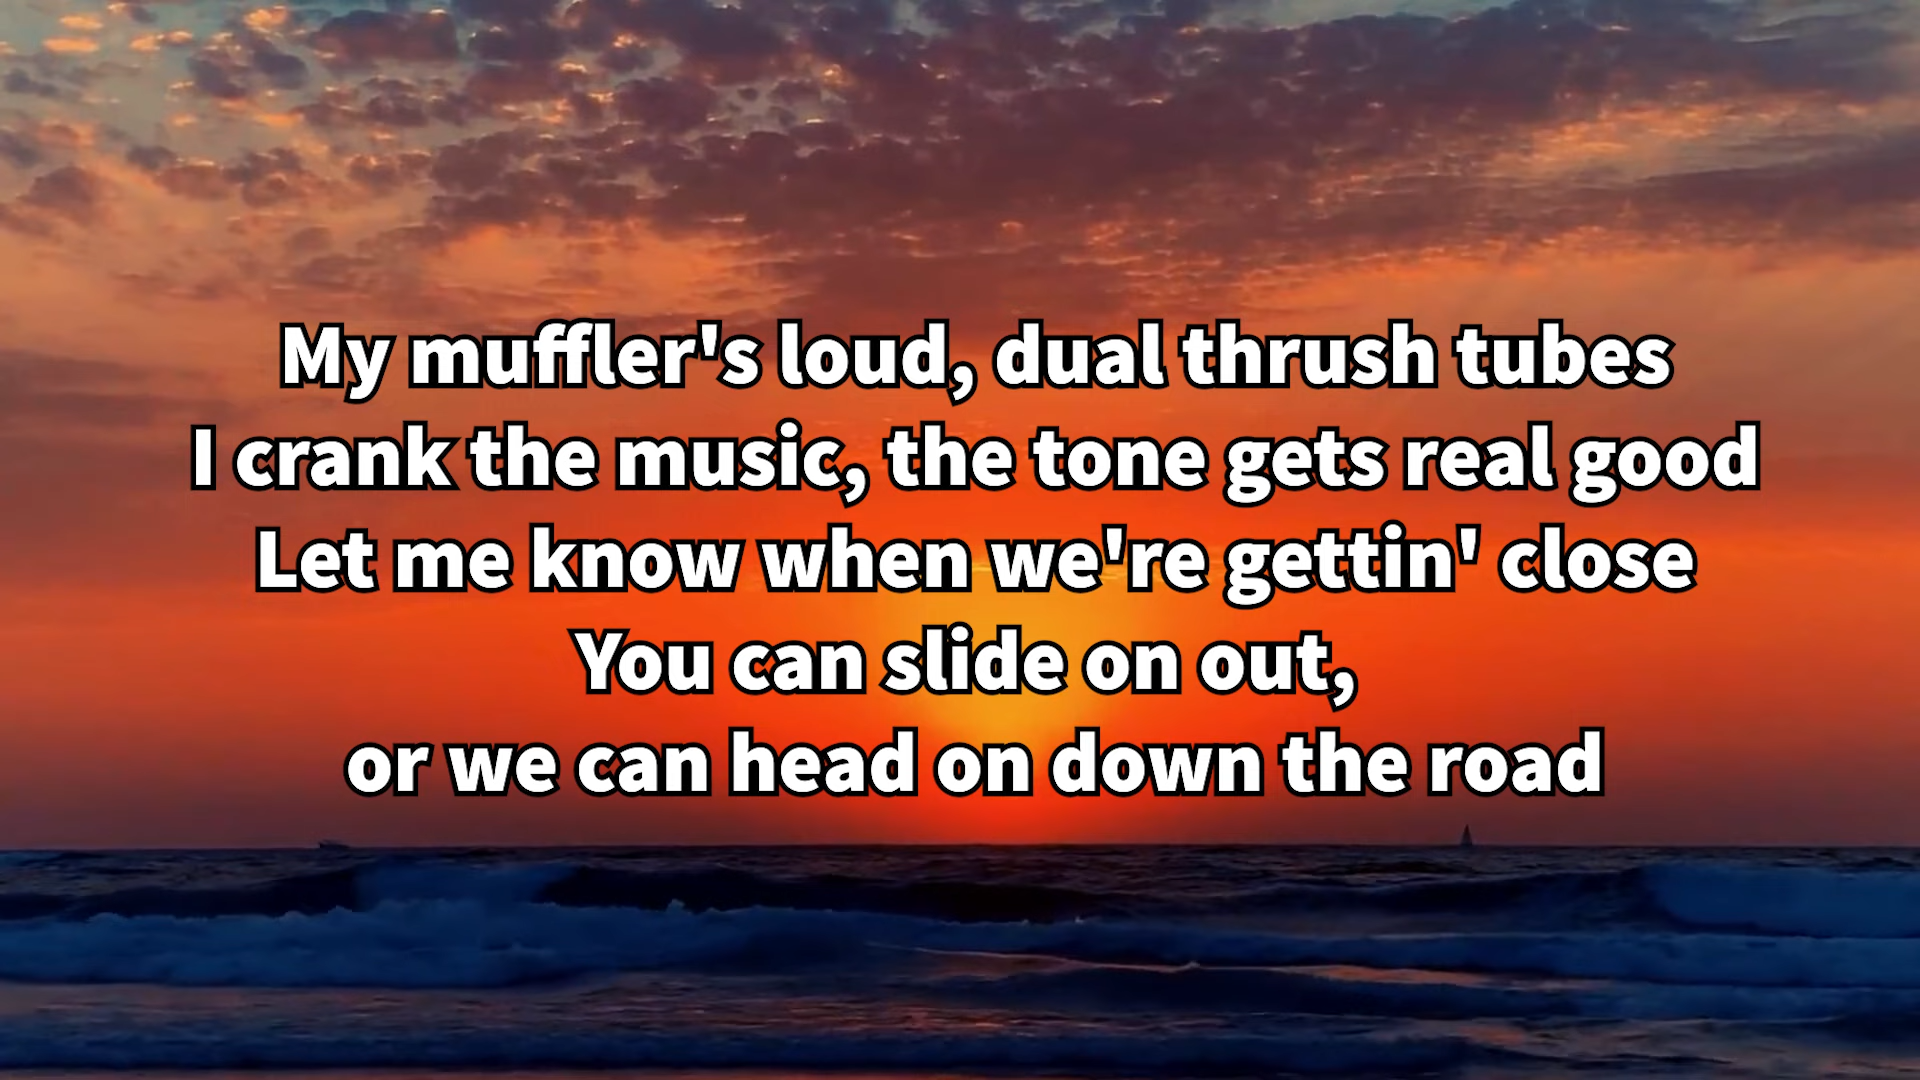 My muffler's loud, dual thrush tubes
I crank the music, the tone gets real good
Let me know when we're gettin' close
You can slide on out,
or we can head on down the road